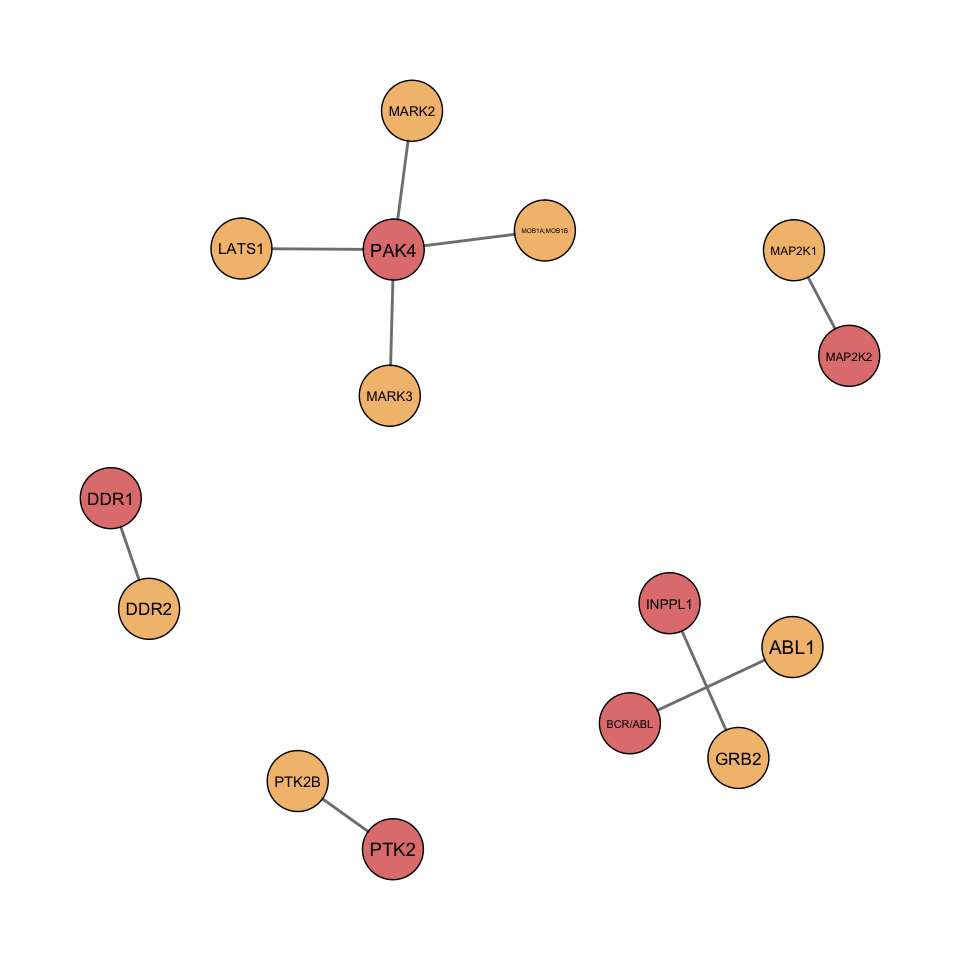 MARK2
MOB1A;MOB1B
LATS1
PAK4
MAP2K1
MAP2K2
MARK3
DDR1
DDR2
INPPL1
ABL1
BCR/ABL
GRB2
PTK2B
PTK2